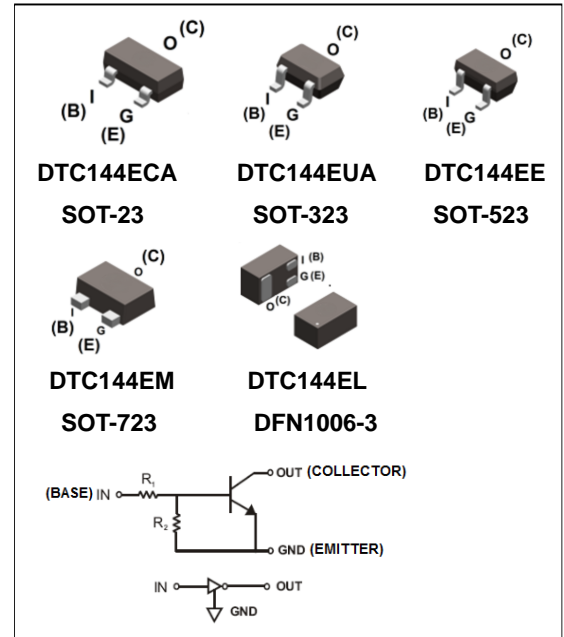 O (C)
(B) I
G
(E)
DTC144ECA
SOT-23
O (C)
(B) I
G
(E)
DTC144EUA
SOT-323
O (C)
(B) I
G
(E)
DTC144EE
SOT-523
(C)
O
I
(B)
G
(E)
DTC144EM
SOT-723
I (B)
G (E)
O (C)
DTC144EL
DFN1006-3
R1
OUT (COLLECTOR)
(BASE) IN
R2
GND (EMITTER)
IN
OUT
GND